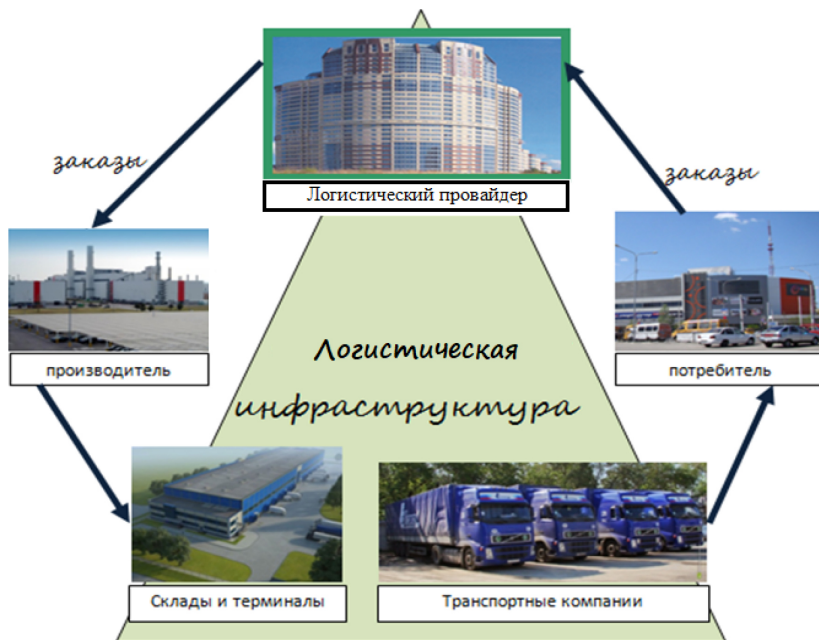 Логистический провайдер
заказы
заказы
производитель
потребитель
Логистическая
инфраструктура
Склады и терминалы
Транспортные компании